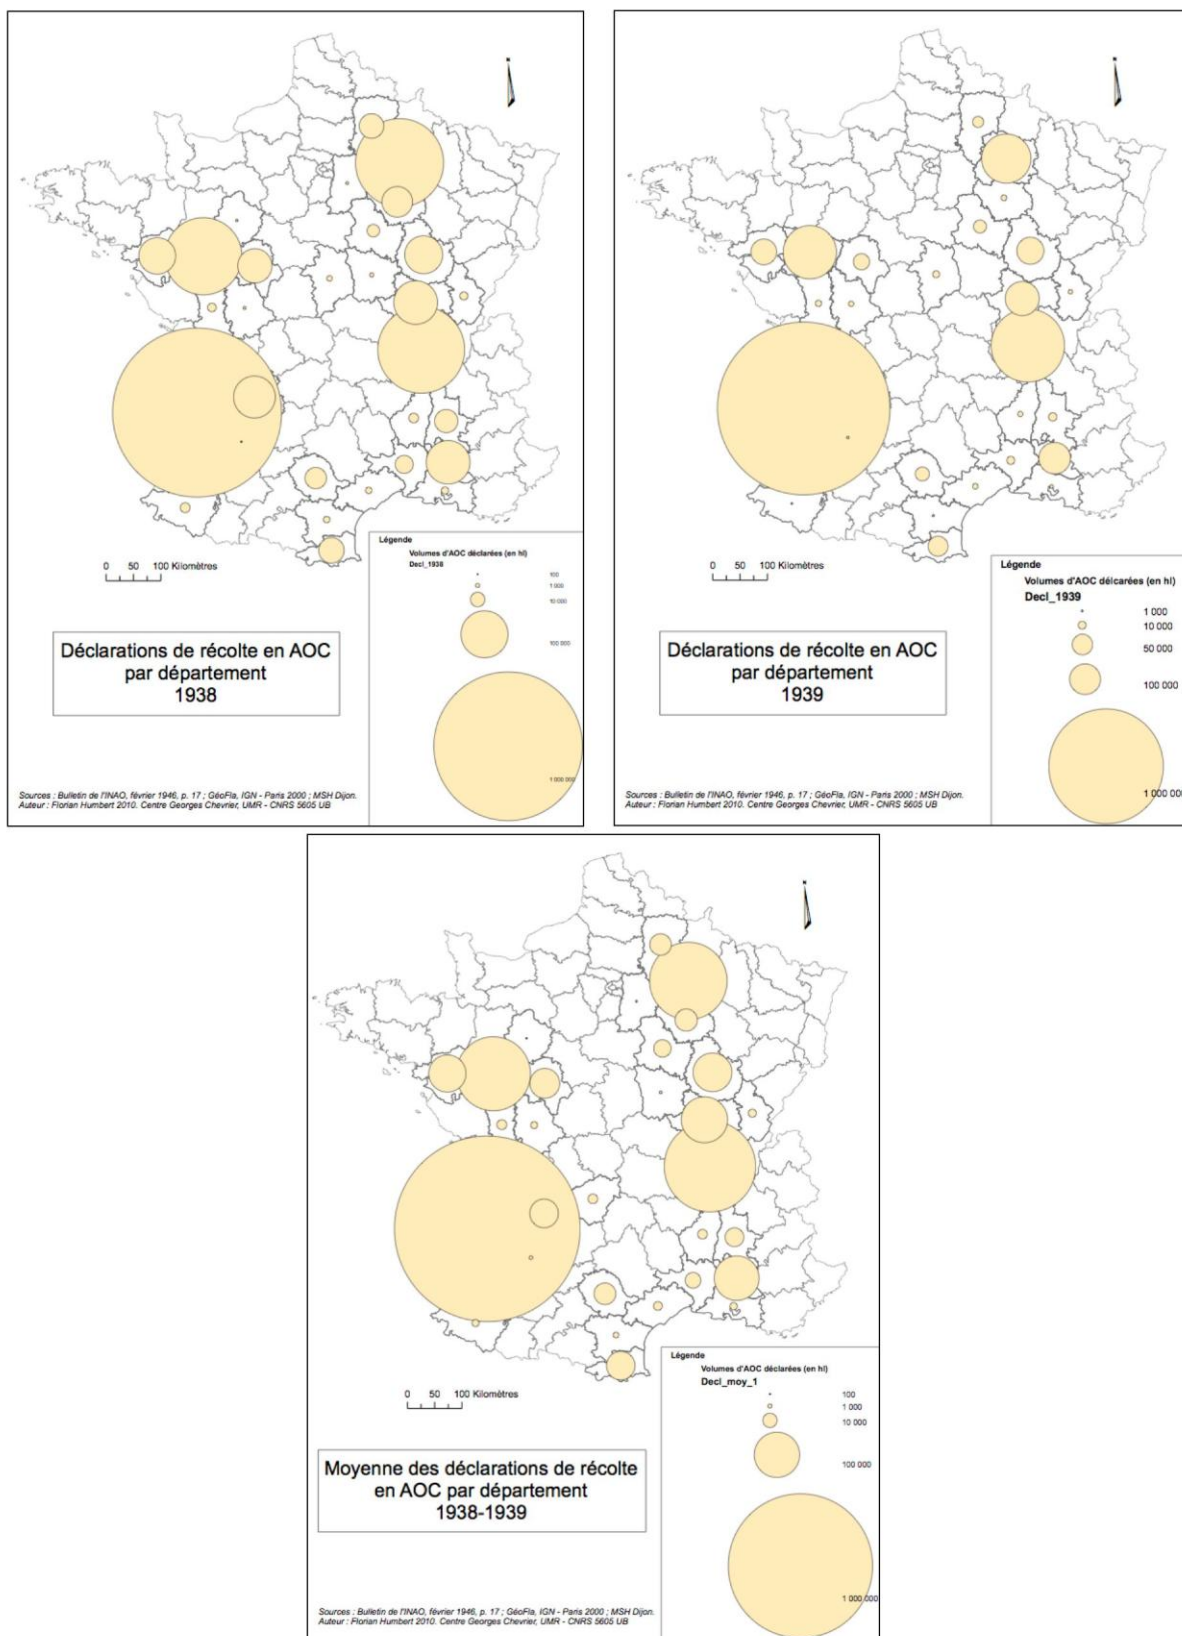 N
0 50 100 Kilomètres
Légende
Volumes d'AOC déclarées (en hl)
Decl_1938
100
1 000
10 000
100 000
1 000 000
Déclarations de récolte en AOC
par département
1938
Sources : Bulletin de l'INAO, février 1946, p. 17 ; GéoFla, IGN - Paris 2000 ; MSH Dijon.
Auteur : Florian Humbert 2010. Centre Georges Chevrier, UMR - CNRS 5605 UB
N
0 50 100 Kilomètres
Légende
Volumes d'AOC délcarées (en hl)
Decl_1939
1 000
10 000
50 000
100 000
1 000 000
Déclarations de récolte en AOC
par département
1939
Sources : Bulletin de l'INAO, février 1946, p. 17 ; GéoFla, IGN - Paris 2000 ; MSH Dijon.
Auteur : Florian Humbert 2010. Centre Georges Chevrier, UMR - CNRS 5605 UB
N
0 50 100 Kilomètres
Légende
Volumes d'AOC déclarées (en hl)
Decl_moy_1
100
1 000
10 000
100 000
1 000 000
Moyenne des déclarations de récolte
en AOC par département
1938-1939
Sources : Bulletin de l'INAO, février 1946, p. 17 ; GéoFla, IGN - Paris 2000 ; MSH Dijon.
Auteur : Florian Humbert 2010. Centre Georges Chevrier, UMR - CNRS 5605 UB